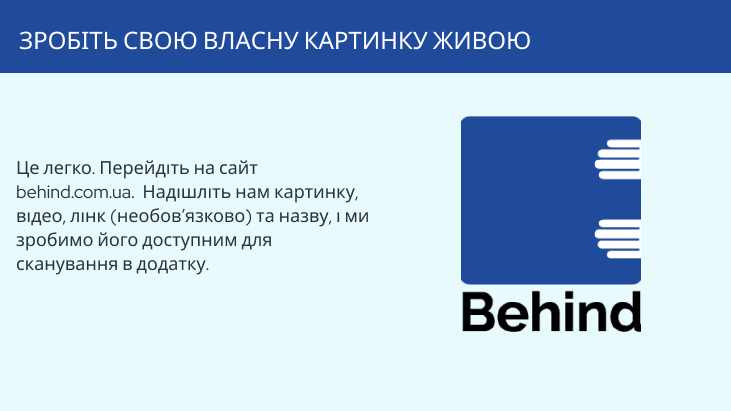 ЗРОБІТЬ СВОЮ ВЛАСНУ КАРТИНКУ ЖИВОЮ
Це легко. Перейдіть на сайт
behind.com.ua. Надішліть нам картинку,
відео, лінк (необов’язково) та назву, і ми
зробимо його доступним для
сканування в додатку.
Behind